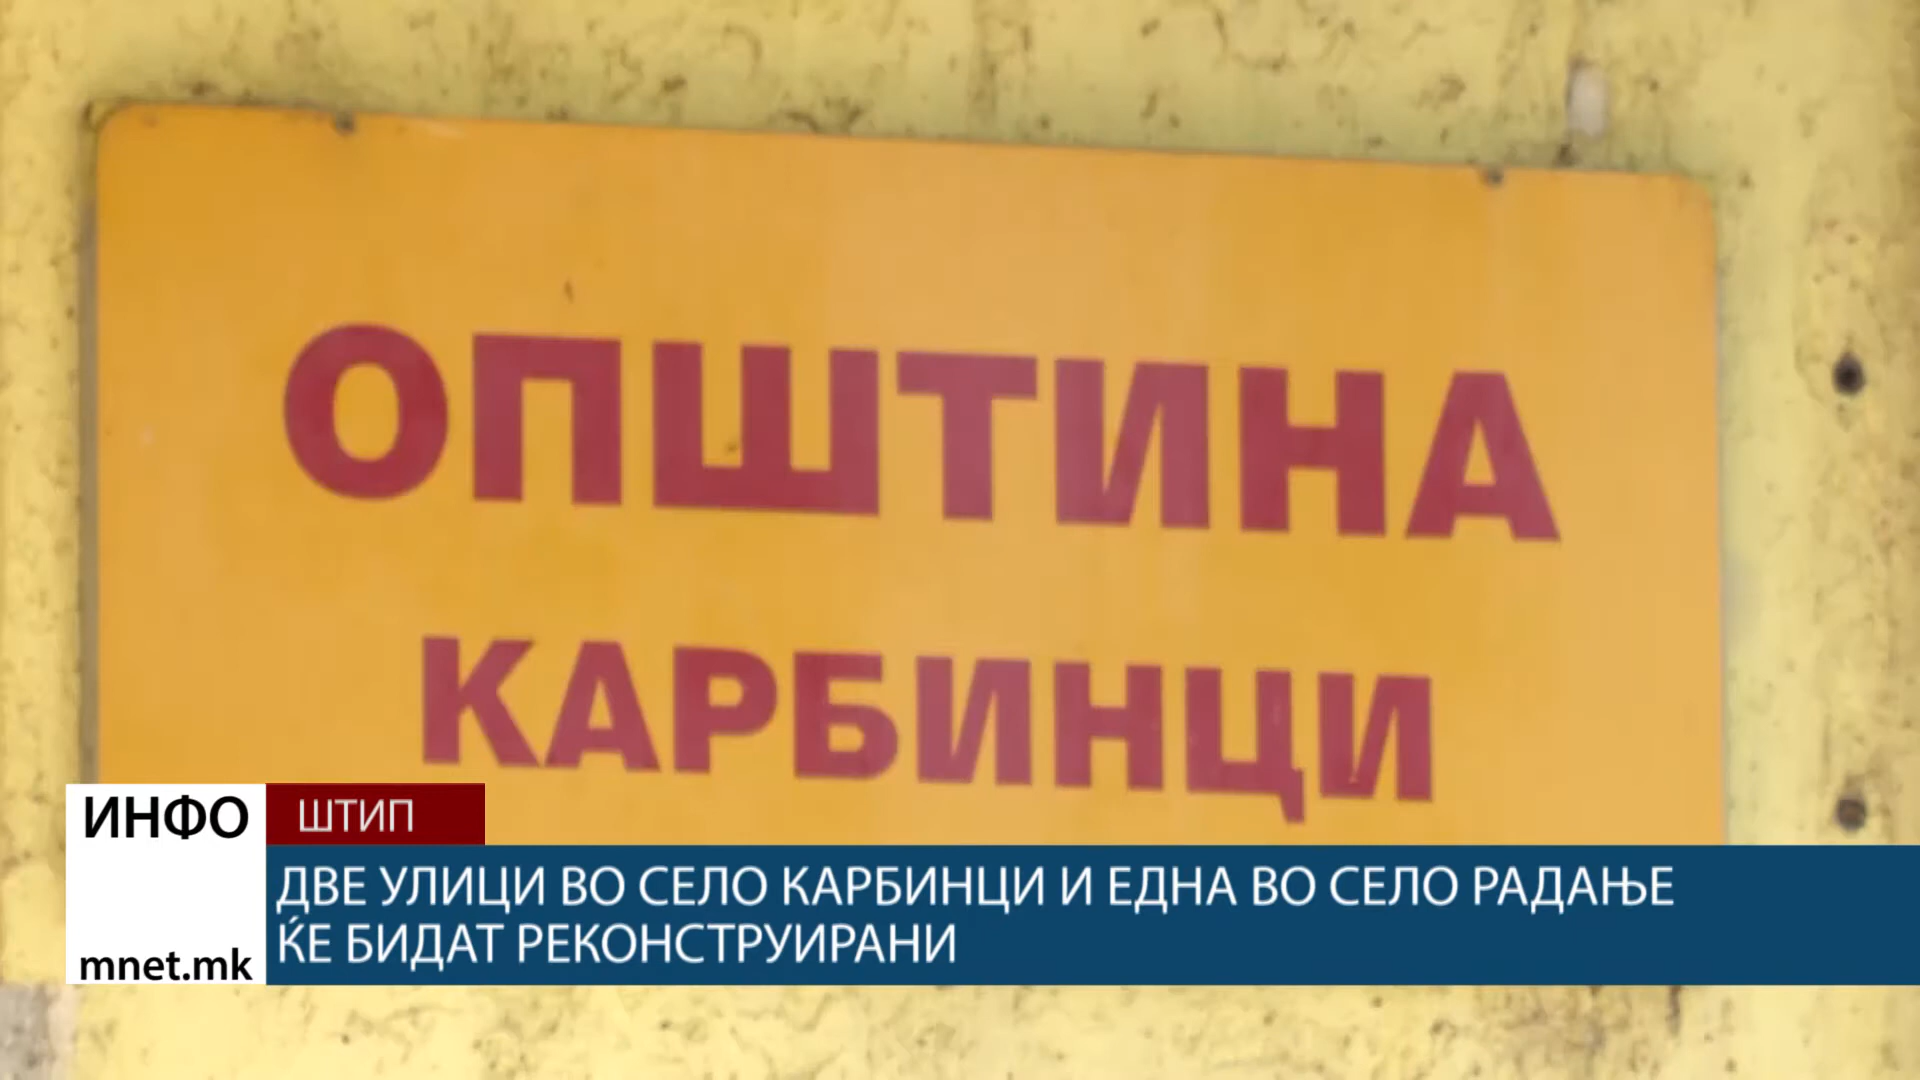 ОПШТИНА
КАРБИНЦИ
ИНФО
ШТИП
ДВЕ УЛИЦИ ВО СЕЛО КАРБИНЦИ И ЕДНА ВО СЕЛО РАДАЊЕ
ЌЕ БИДАТ РЕКОНСТРУИРАНИ
mnet.mk